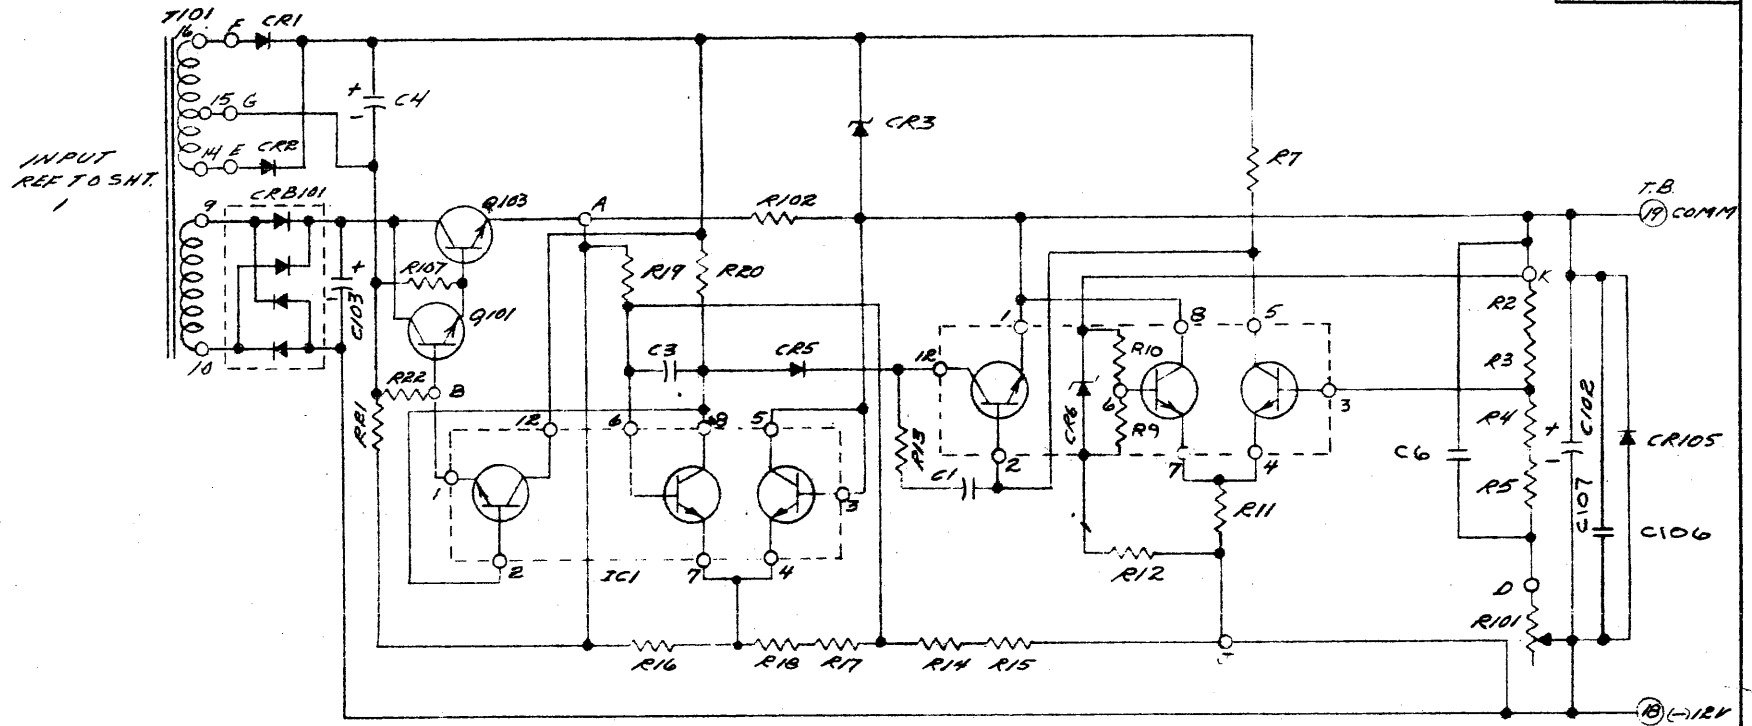 T101
16 F CR1
+ C4
-
15 G
14 E CR2
INPUT
REF TO SHT.
1
CR3
R7
CRB101
9
10
+
-
C103
Q103
A
R102
T.B.
19 COMM
R107
R19
R20
Q101
K
R2
R3
R4
R5
1
8
5
C3
CR5
12
R10
6
R9
CR6
3
R22
B
R21
12
6
8
5
R13
C1
2
7
4
C6
+
-
C102
C107
CR105
C106
1
3
R11
2
IC1
7
4
R12
D
R101
R16
R18
R17
R14
R15
-
18 (-)12V